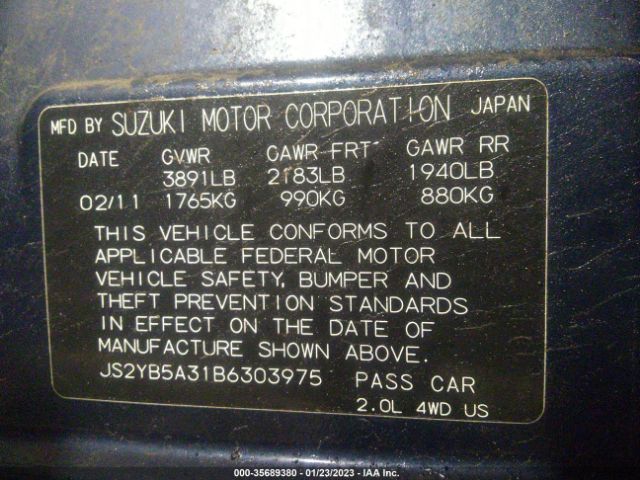 MFD BY SUZUKI MOTOR CORPORATION JAPAN
DATE GVWR GAWR FRT GAWR RR
3891LB 2183LB 1940LB
02/11 1765KG 990KG 880KG
THIS VEHICLE CONFORMS TO ALL
APPLICABLE FEDERAL MOTOR
VEHICLE SAFETY, BUMPER AND
THEFT PREVENTION STANDARDS
IN EFFECT ON THE DATE OF
MANUFACTURE SHOWN ABOVE.
JS2YB5A31B6303975 PASS CAR
2.0L 4WD US
000-35689380 - 01/23/2023 - IAA Inc.